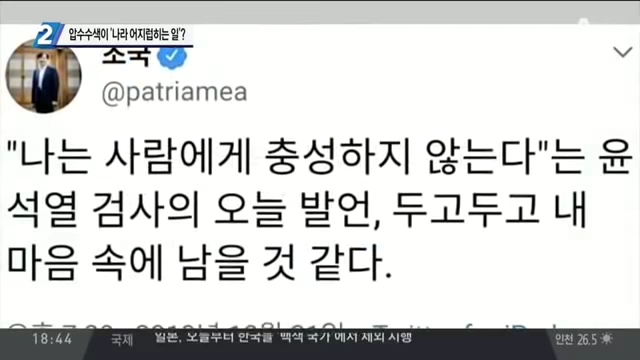 2 압수수색이 '나라 어지럽히는 일'?
조국
@patriamea
"나는 사람에게 충성하지 않는다"는 윤
석열 검사의 오늘 발언, 두고두고 내
마음 속에 남을 것 같다.
18:44 국제 일본, 오늘부터 한국을 '백색 국가'에서 제외 시행 인천 26.5